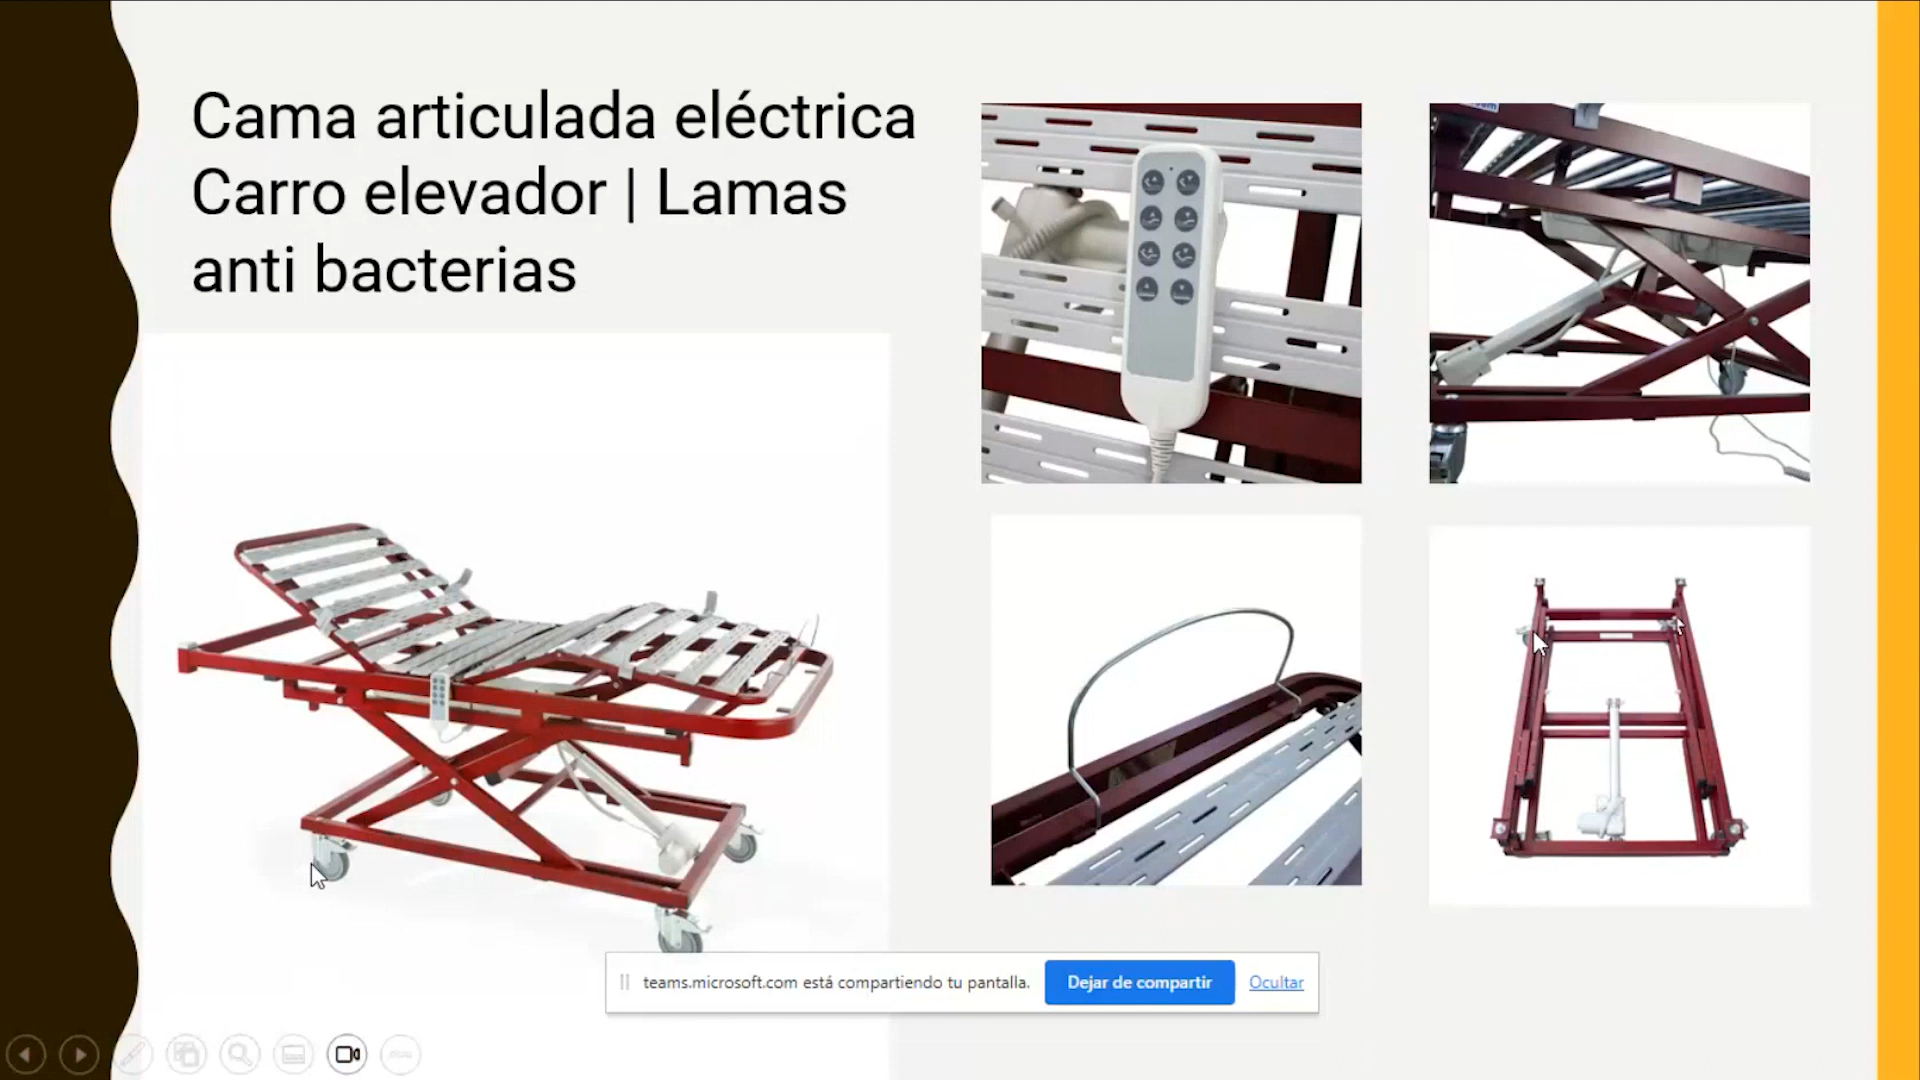 Cama articulada eléctrica
Carro elevador | Lamas
anti bacterias
teams.microsoft.com está compartiendo tu pantalla.
Dejar de compartir
Ocultar